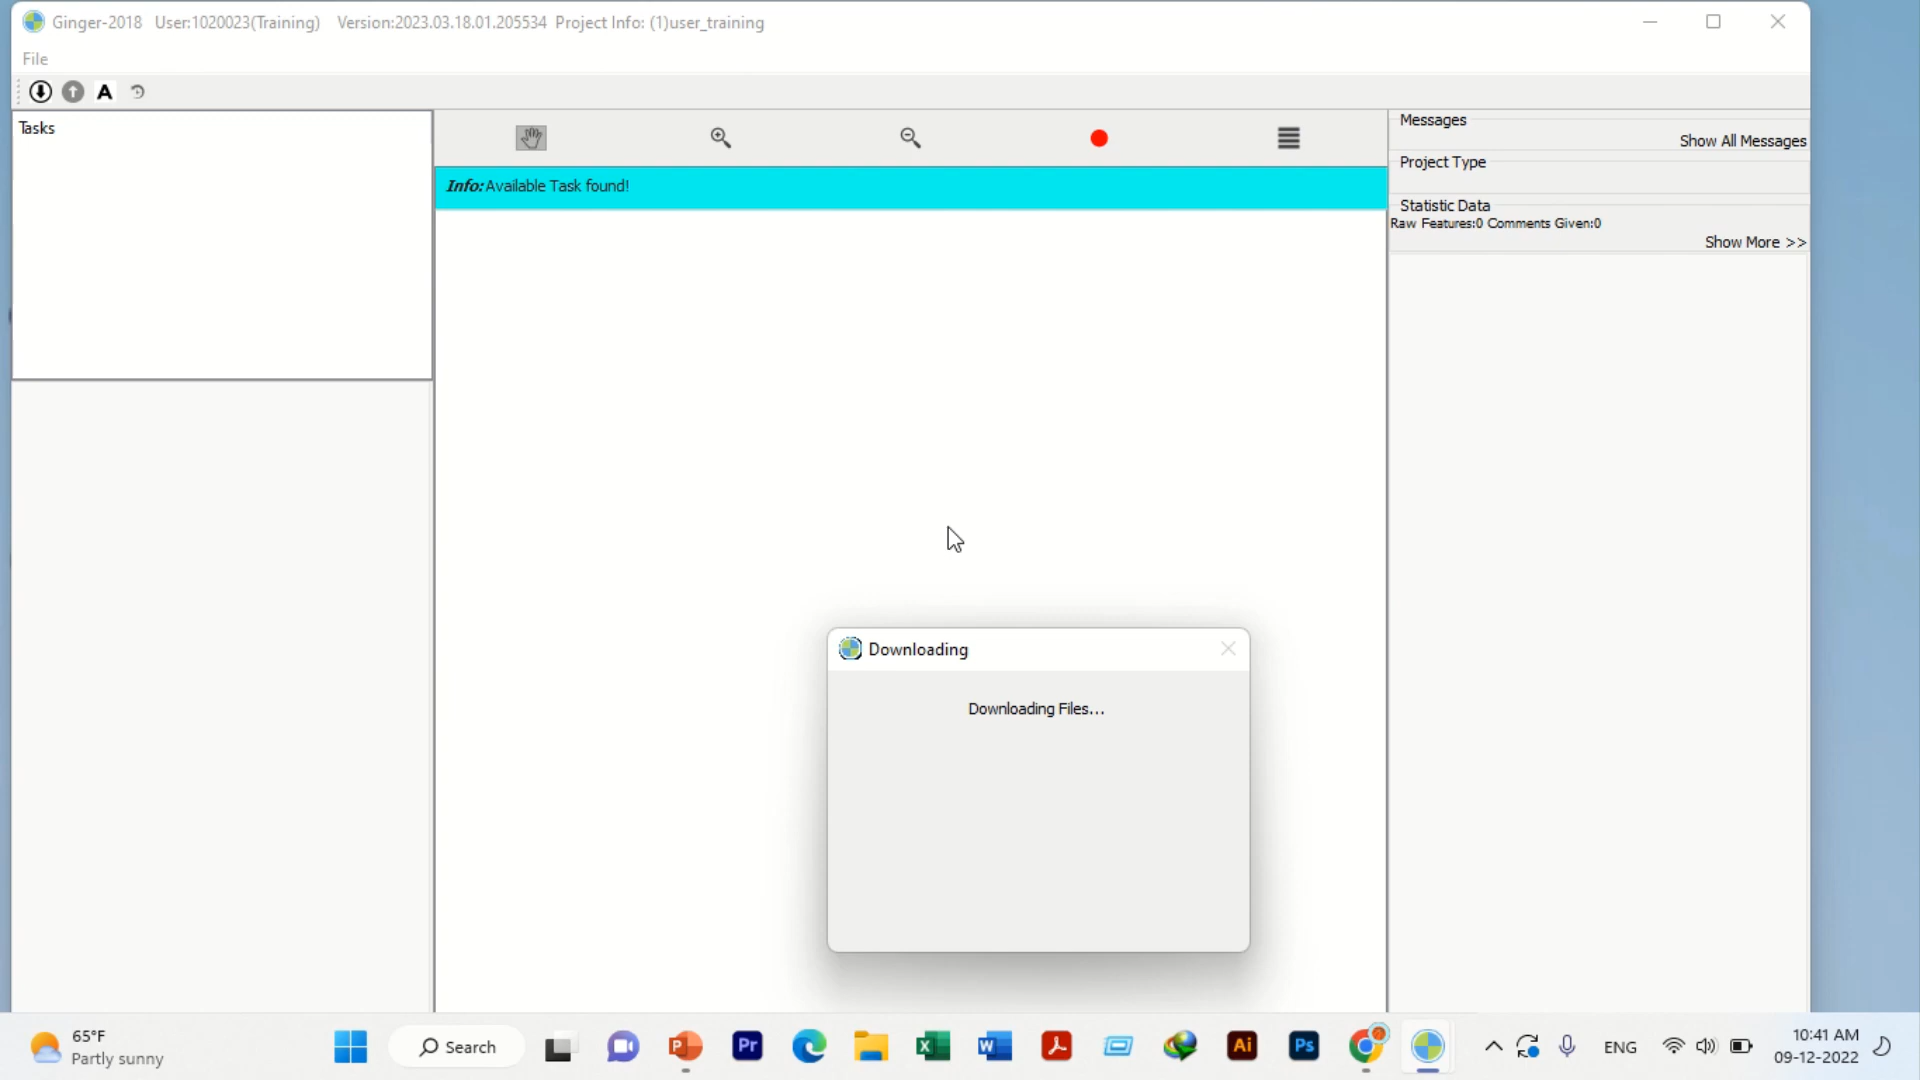 Ginger-2018 User:1020023(Training) Version:2023.03.18.01.205534 Project Info: (1)user_training
File
A
Tasks
Info:Available Task found!
Messages
Show All Messages
Project Type
Statistic Data
Raw Features:0 Comments Given:0
Show More >>
Downloading
Downloading Files...
65°F
Partly sunny
Search
P
Pr
X
W
Ai
Ps
ENG
10:41 AM
09-12-2022